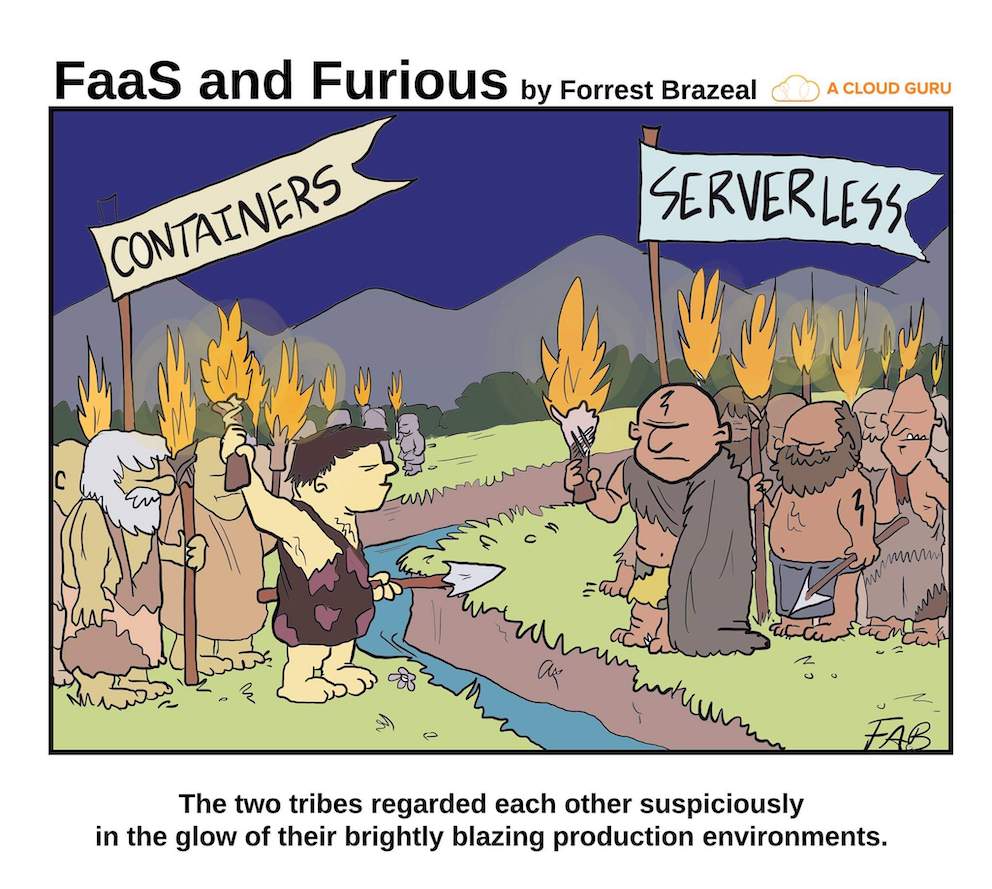 FaaS and Furious by Forrest Brazeal A CLOUD GURU
CONTAINERS
SERVERLESS
FAB
The two tribes regarded each other suspiciously
in the glow of their brightly blazing production environments.